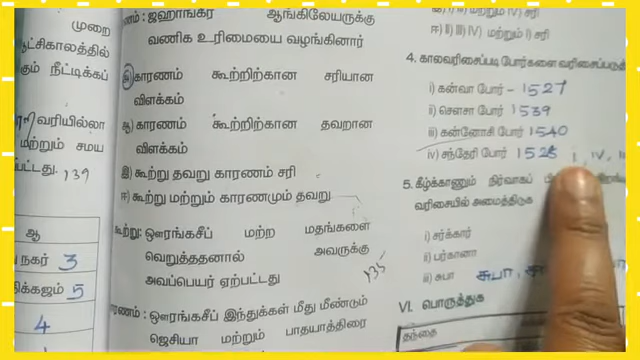 முறை
ஆட்சிகாலத்தில்
கும் நீட்டிக்கப்
வரியில்லா
மற்றும் சமய
பட்டது. 139
ஆ
நகர் 3
கிக்கஜம் 5
4
ஜஹாங்கீர் ஆங்கிலேயருக்கு
வணிக உரிமையை வழங்கினார்
அ) காரணம் கூற்றிற்கான சரியான
விளக்கம்
ஆ) காரணம் கூற்றிற்கான தவறான
விளக்கம்
இ) கூற்று தவறு காரணம் சரி
ஈ) கூற்று மற்றும் காரணமும் தவறு
கூற்று: ஔரங்கசீப் மற்ற மதங்களை
வெறுத்ததனால் அவருக்கு
அவப்பெயர் ஏற்பட்டது
135
காரணம் : ஔரங்கசீப் இந்துக்கள் மீது மீண்டும்
ஜெசியா மற்றும் பாதயாத்திரை
ஈ) II) III) IV) மற்றும் I) சரி
4. காலவரிசைப்படி போர்களை வரிசைப்படுத்
i) கன்வா போர் - 1527
ii) சௌசா போர் 1539
iii) கன்னோசி போர் 1540
iv) சந்தேரி போர் 1528 i, iv, ii
5. கீழ்க்காணும் நிர்வாகப்
வரிசையில் அமைத்திடுக
i) சர்க்கார்
ii) பர்கானா
iii) சுபா சுபா,
VI. பொருத்துக
தந்தை